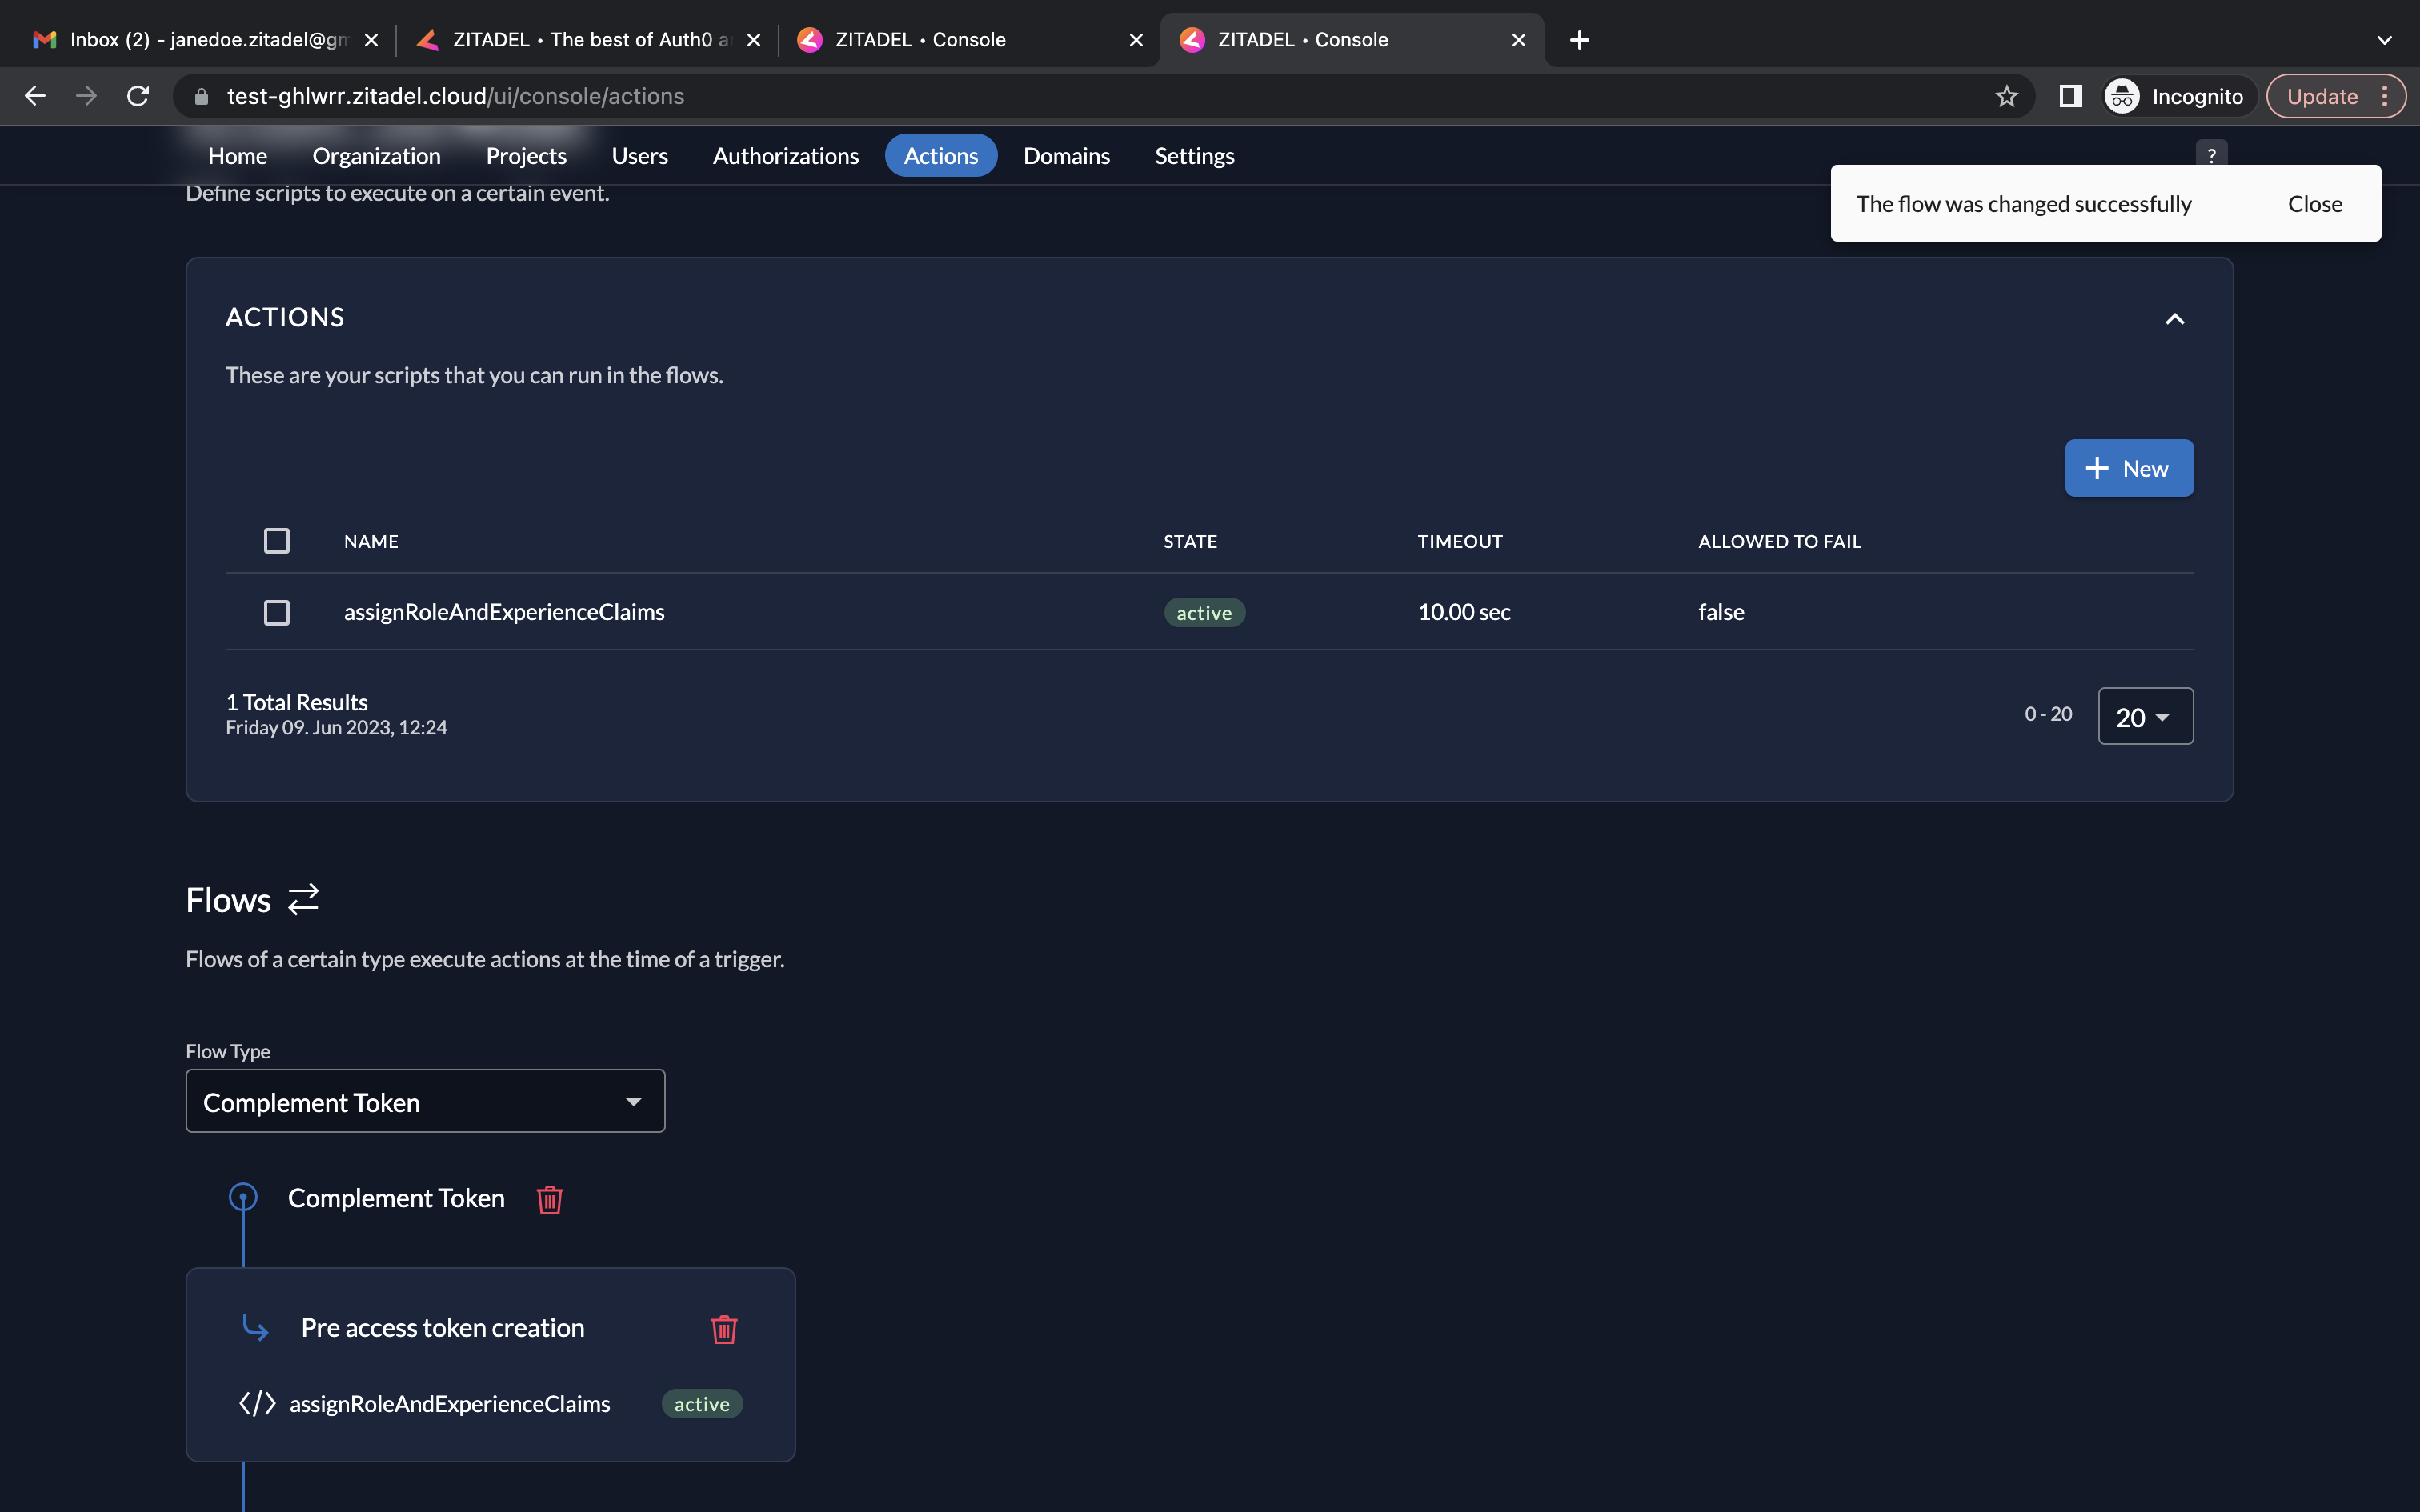 Inbox (2) - janedoe.zitadel@gm
ZITADEL • The best of Auth0 a
ZITADEL • Console
ZITADEL • Console
test-ghlwrr.zitadel.cloud/ui/console/actions
Incognito
Update
Home Organization Projects Users Authorizations Actions Domains Settings ?
Define scripts to execute on a certain event.
The flow was changed successfully Close
ACTIONS
These are your scripts that you can run in the flows.
New
NAME STATE TIMEOUT ALLOWED TO FAIL
assignRoleAndExperienceClaims active 10.00 sec false
1 Total Results
Friday 09. Jun 2023, 12:24
0 - 20 20
Flows
Flows of a certain type execute actions at the time of a trigger.
Flow Type
Complement Token
Complement Token
Pre access token creation
</> assignRoleAndExperienceClaims active